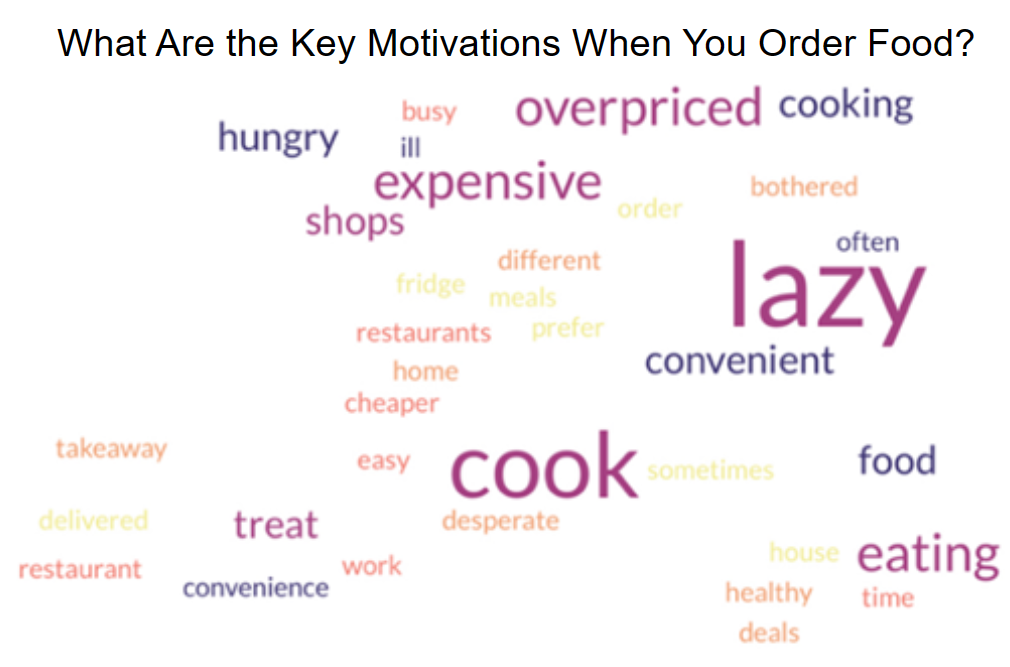 What Are the Key Motivations When You Order Food?
busy overpriced cooking
hungry ill
expensive bothered
shops order
often
different lazy
fridge meals
restaurants prefer
convenient
home
cheaper
takeaway easy cook sometimes food
delivered treat desperate
house eating
restaurant work
convenience healthy time
deals